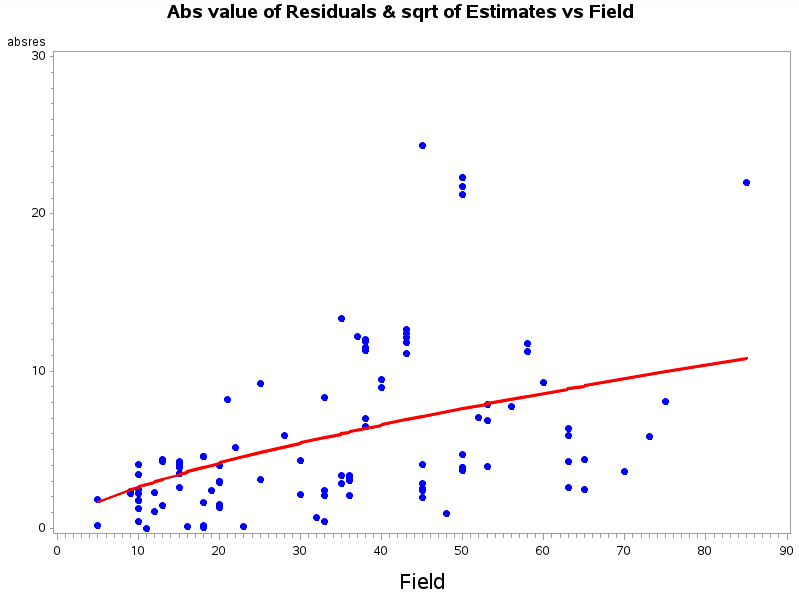 Abs value of Residuals & sqrt of Estimates vs Field
absres
30
20
10
0
0 10 20 30 40 50 60 70 80 90
Field